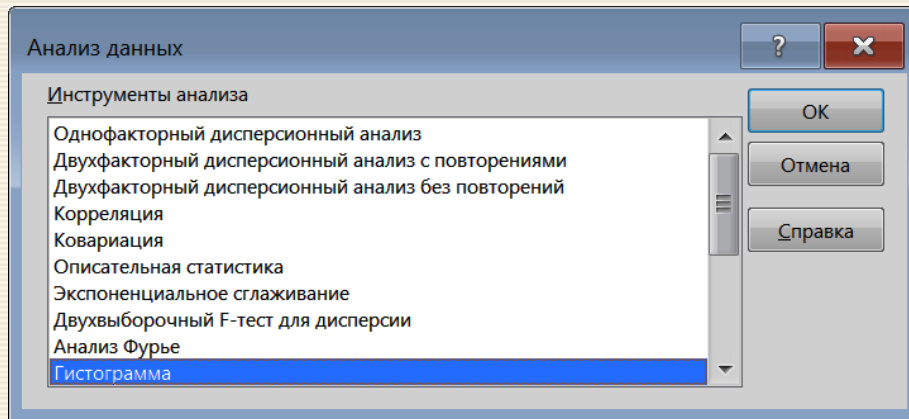 Анализ данных
?
Инструменты анализа
Однофакторный дисперсионный анализ
Двухфакторный дисперсионный анализ с повторениями
Двухфакторный дисперсионный анализ без повторений
Корреляция
Ковариация
Описательная статистика
Экспоненциальное сглаживание
Двухвыборочный F-тест для дисперсии
Анализ Фурье
Гистограмма
ОК
Отмена
Справка